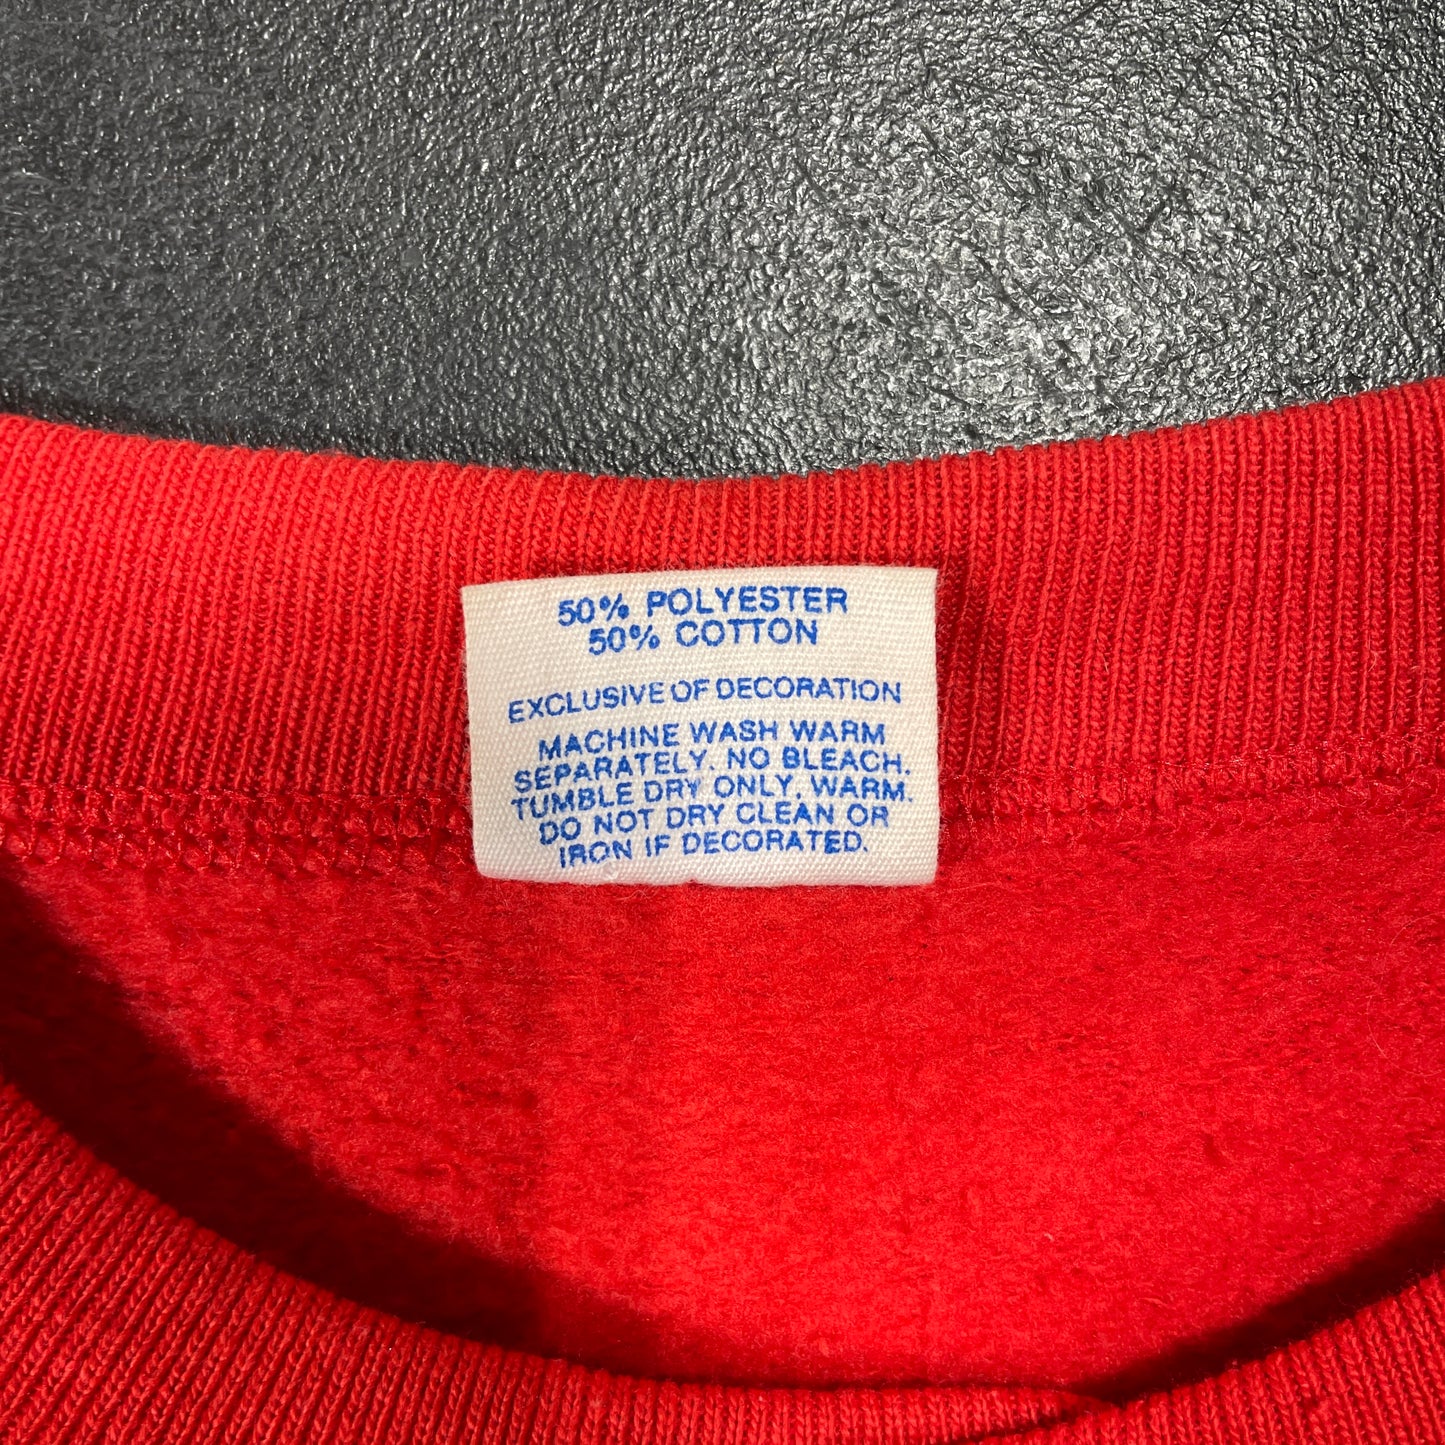 50% POLYESTER
50% COTTON
EXCLUSIVE OF DECORATION
MACHINE WASH WARM
SEPARATELY. NO BLEACH.
TUMBLE DRY ONLY. WARM.
DO NOT DRY CLEAN OR
IRON IF DECORATED.